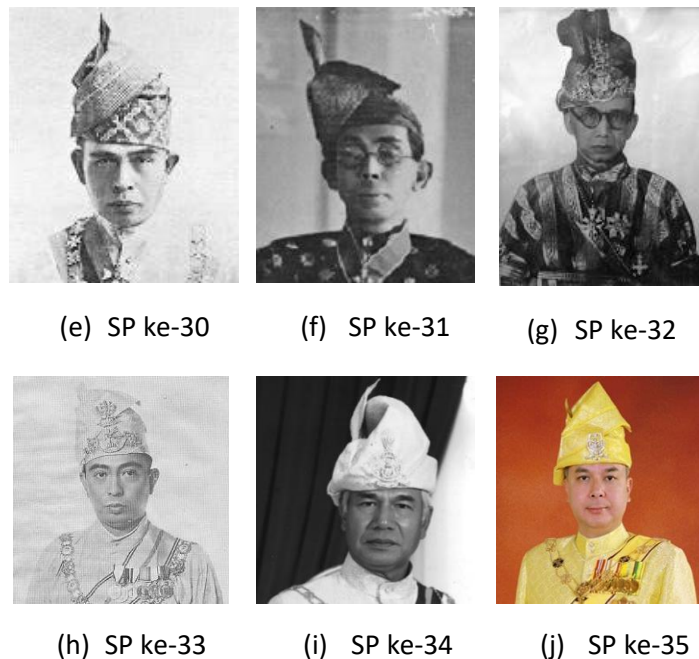 (e) SP ke-30
(f) SP ke-31
(g) SP ke-32
(h) SP ke-33
(i) SP ke-34
(j) SP ke-35